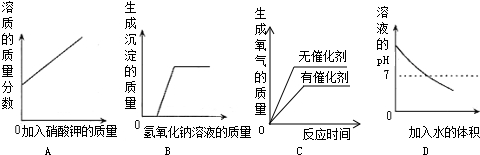 溶质的质量分数
0
加入硝酸钾的质量
A
生成沉淀的质量
0
氢氧化钠溶液的质量
B
生成氧气的质量
无催化剂
有催化剂
0
反应时间
C
溶液的pH
7
0
加入水的体积
D